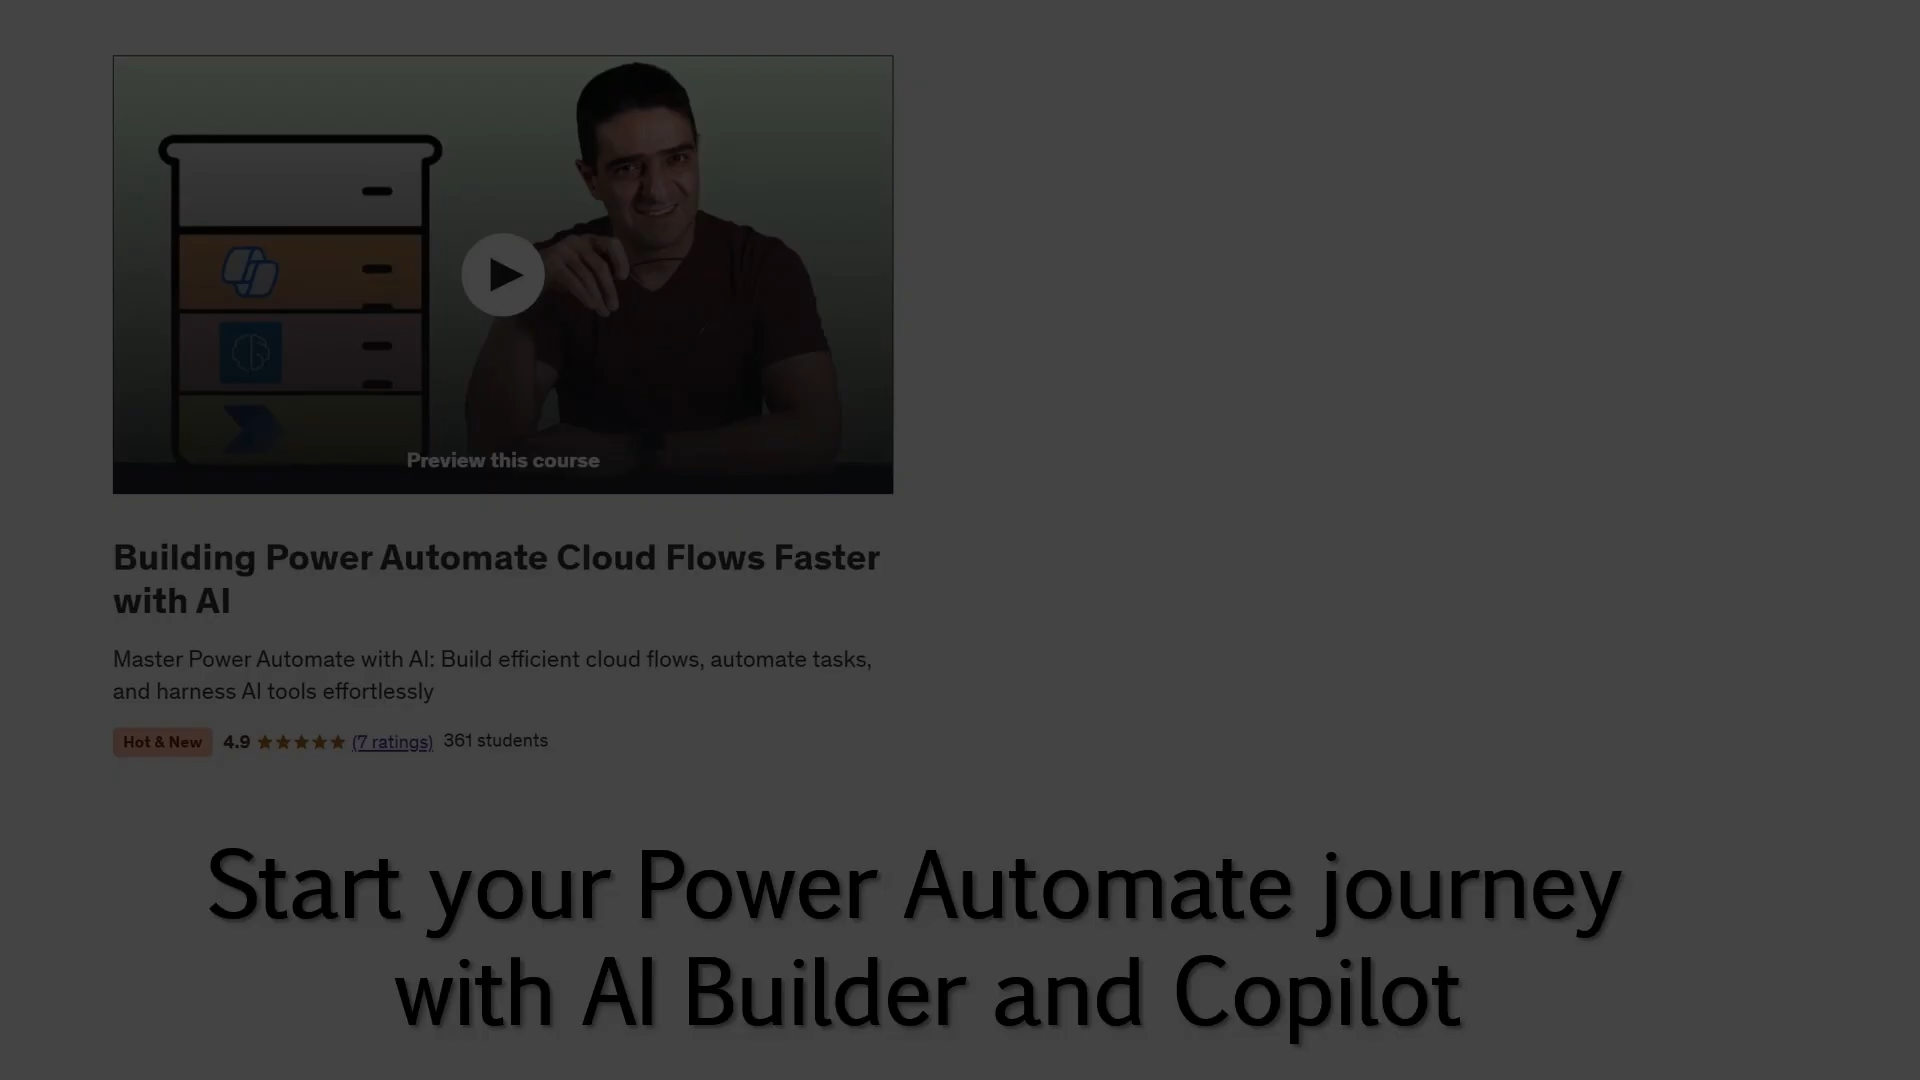 Preview this course
Building Power Automate Cloud Flows Faster
with AI
Master Power Automate with AI: Build efficient cloud flows, automate tasks,
and harness AI tools effortlessly
Hot & New 4.9 (7 ratings) 361 students
Start your Power Automate journey
with AI Builder and Copilot